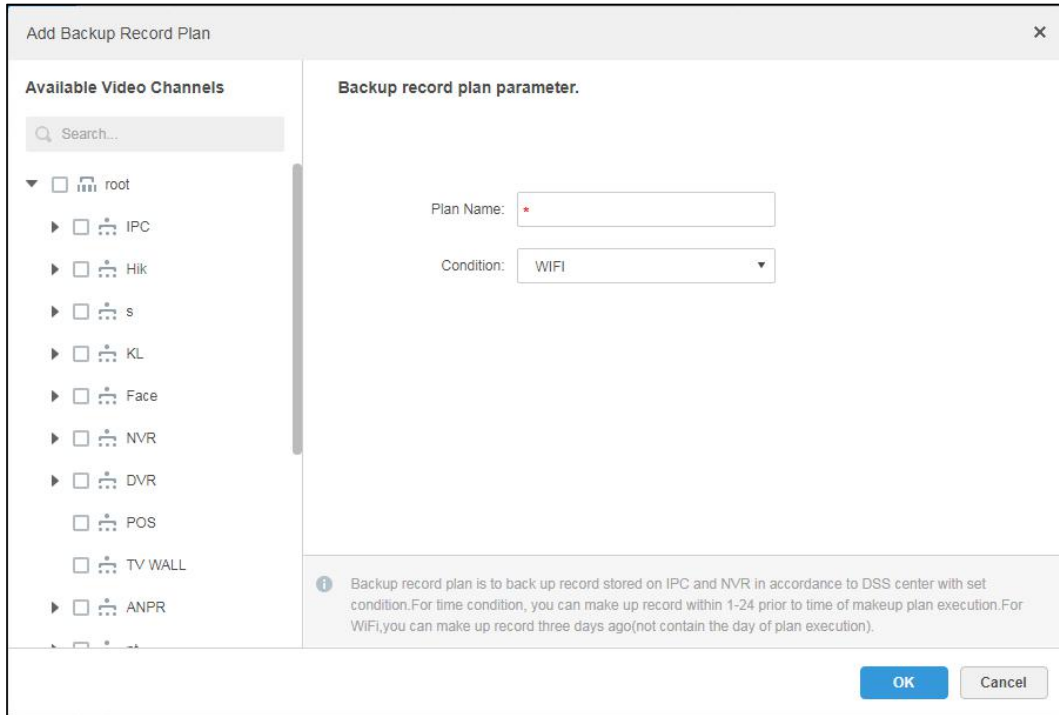 Add Backup Record Plan
Available Video Channels
Search...
root
IPC
Hik
s
KL
Face
NVR
DVR
POS
TV WALL
ANPR
Backup record plan parameter.
Plan Name: *
Condition: WIFI
Backup record plan is to back up record stored on IPC and NVR in accordance to DSS center with set
condition.For time condition, you can make up record within 1-24 prior to time of makeup plan execution.For
WiFi,you can make up record three days ago(not contain the day of plan execution).
OK Cancel